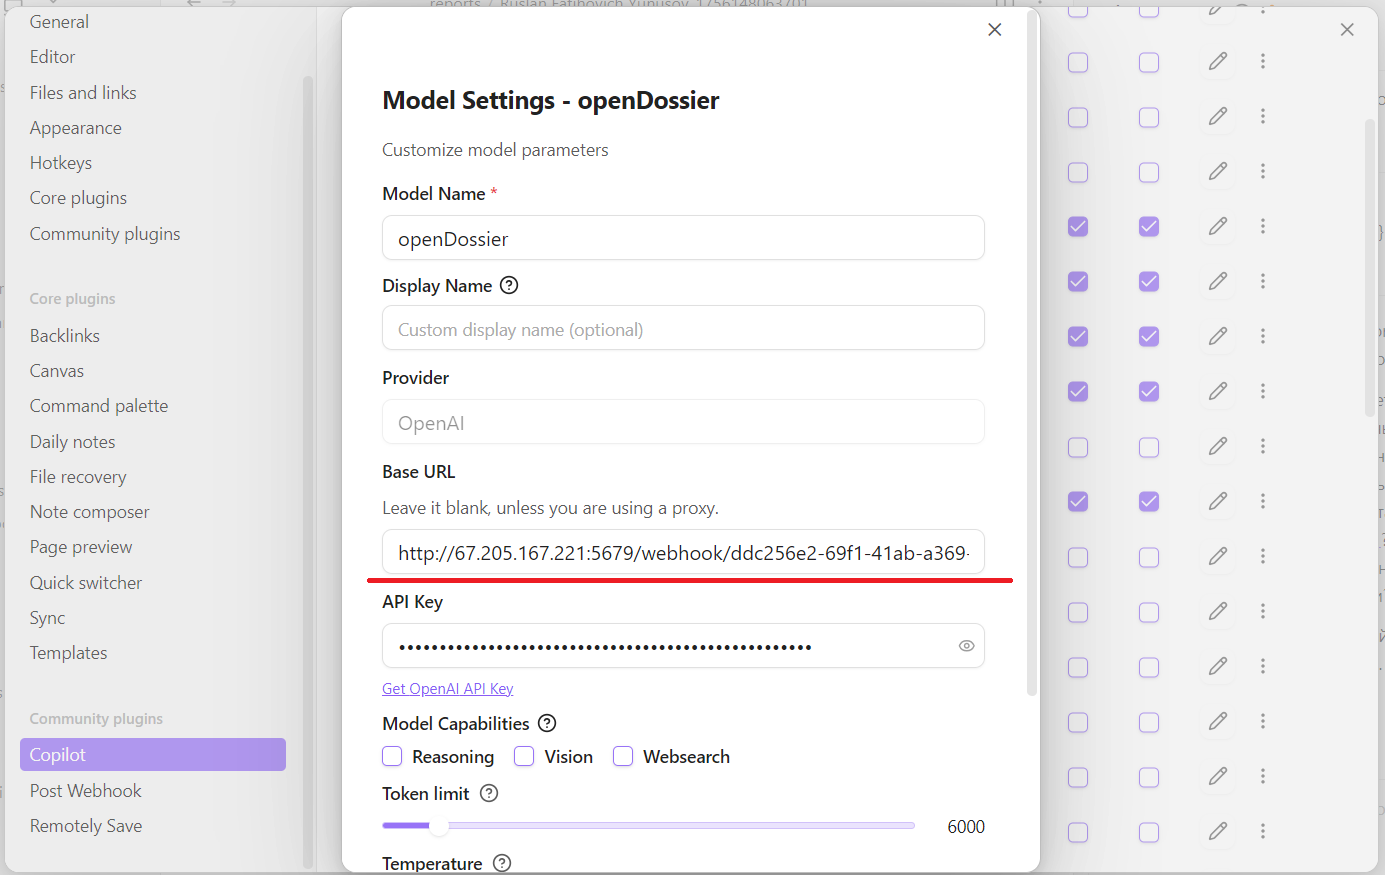 reports / Ruslan Fatihovich Yunusov_1756148063701
General
Editor
Files and links
Appearance
Hotkeys
Core plugins
Community plugins
Core plugins
Backlinks
Canvas
Command palette
Daily notes
File recovery
Note composer
Page preview
Quick switcher
Sync
Templates
Community plugins
Copilot
Post Webhook
Remotely Save
Model Settings - openDossier
Customize model parameters
Model Name *
openDossier
Display Name
Custom display name (optional)
Provider
OpenAI
Base URL
Leave it blank, unless you are using a proxy.
http://67.205.167.221:5679/webhook/ddc256e2-69f1-41ab-a369-
API Key
••••••••••••••••••••••••••••••••••••••••••••••••••••
Get OpenAI API Key
Model Capabilities
Reasoning Vision Websearch
Token limit
6000
Temperature